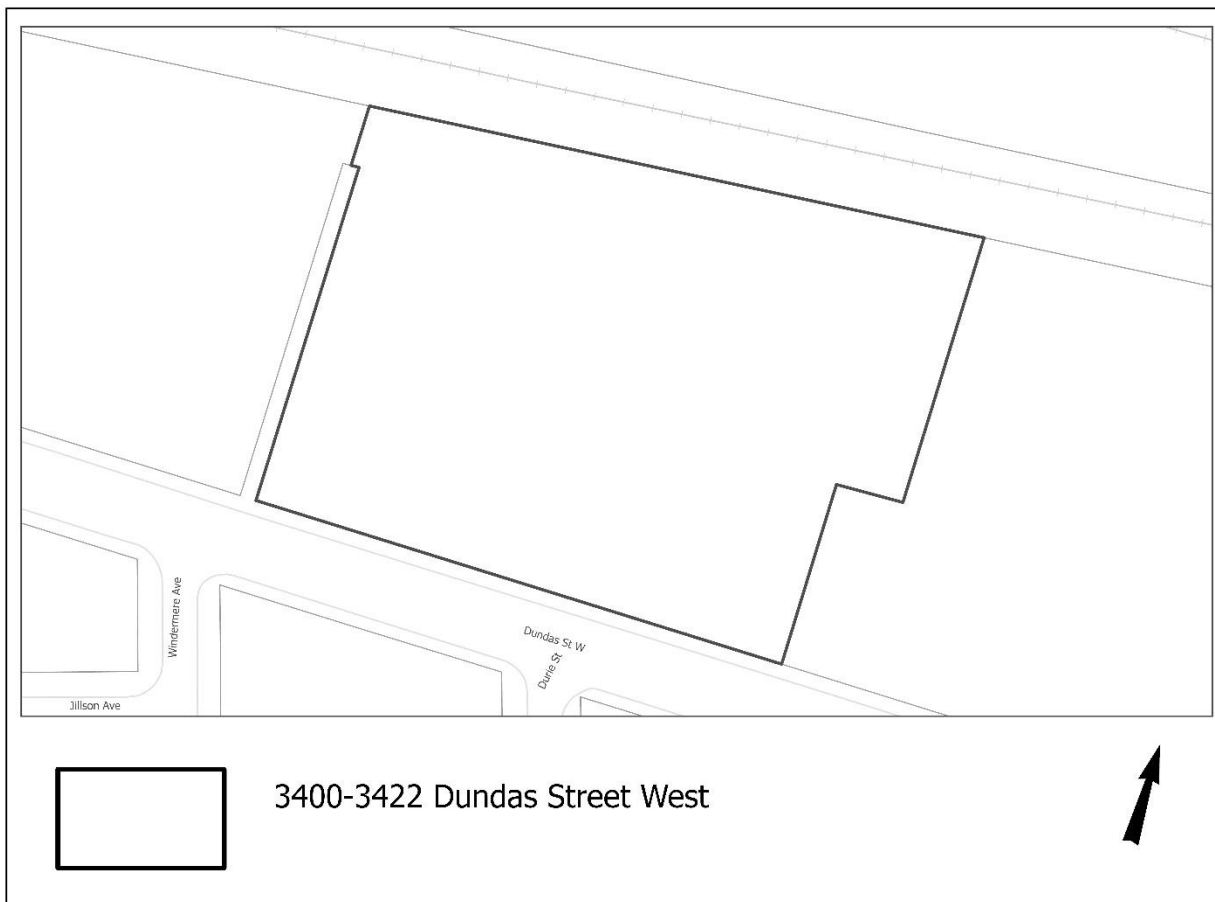 Dundas St W
Durie St
Windermere Ave
Jillson Ave
3400-3422 Dundas Street West